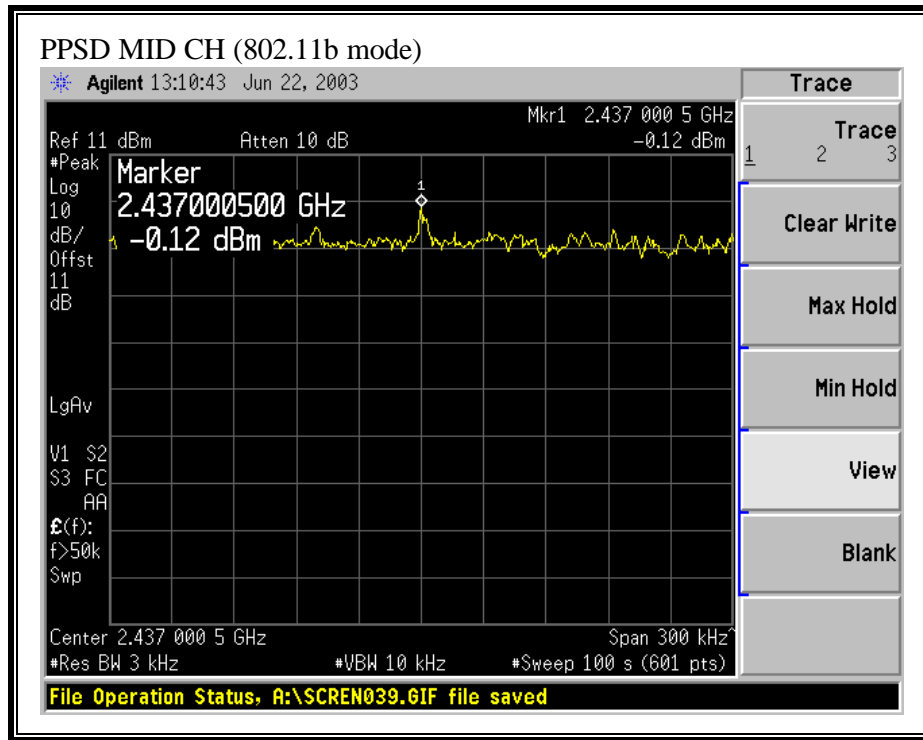 PPSD MID CH (802.11b mode)
Agilent 13:10:43 Jun 22, 2003
Trace
Mkr1 2.437 000 5 GHz
Ref 11 dBm Atten 10 dB -0.12 dBm
#Peak
Log
10
dB/
Offst
11
dB
Marker
2.437000500 GHz
-0.12 dBm
1
LgAv
V1 S2
S3 FC
AA
£(f):
f>50k
Swp
Center 2.437 000 5 GHz Span 300 kHz^
#Res BW 3 kHz #VBW 10 kHz #Sweep 100 s (601 pts)
Trace
1 2 3
Clear Write
Max Hold
Min Hold
View
Blank
File Operation Status, A:\SCREN039.GIF file saved